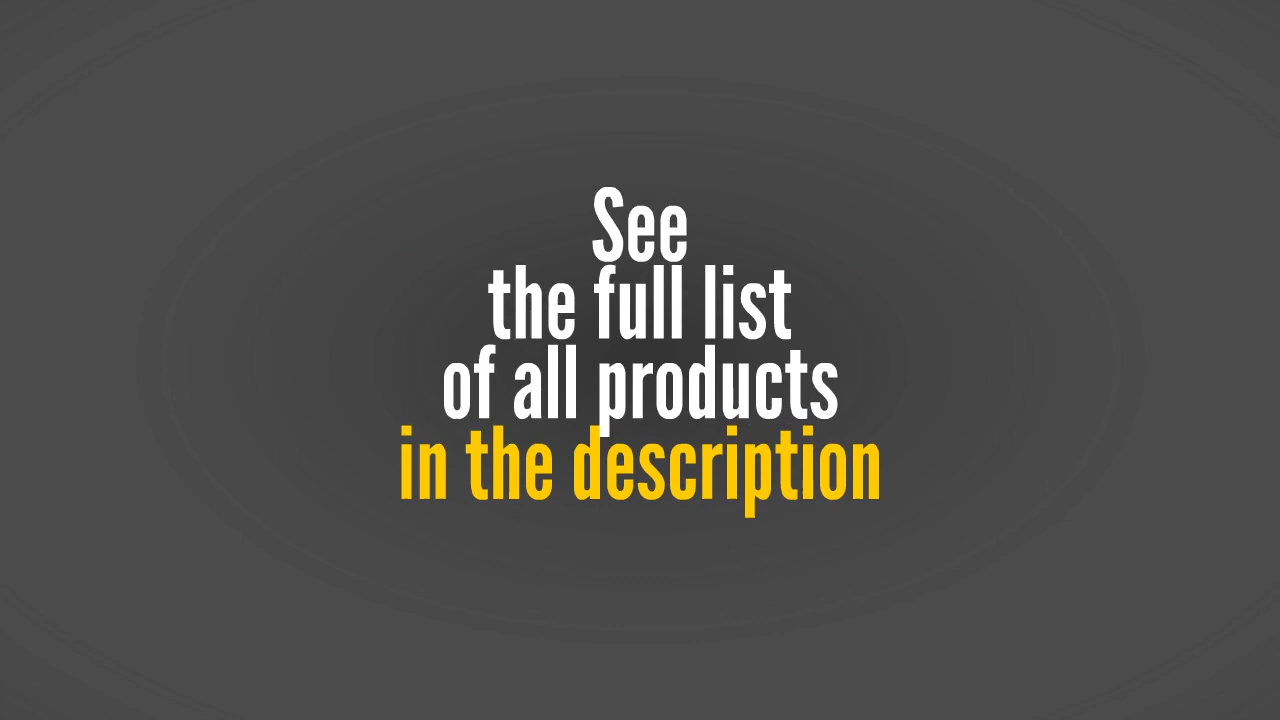 See
the full list
of all products
in the description